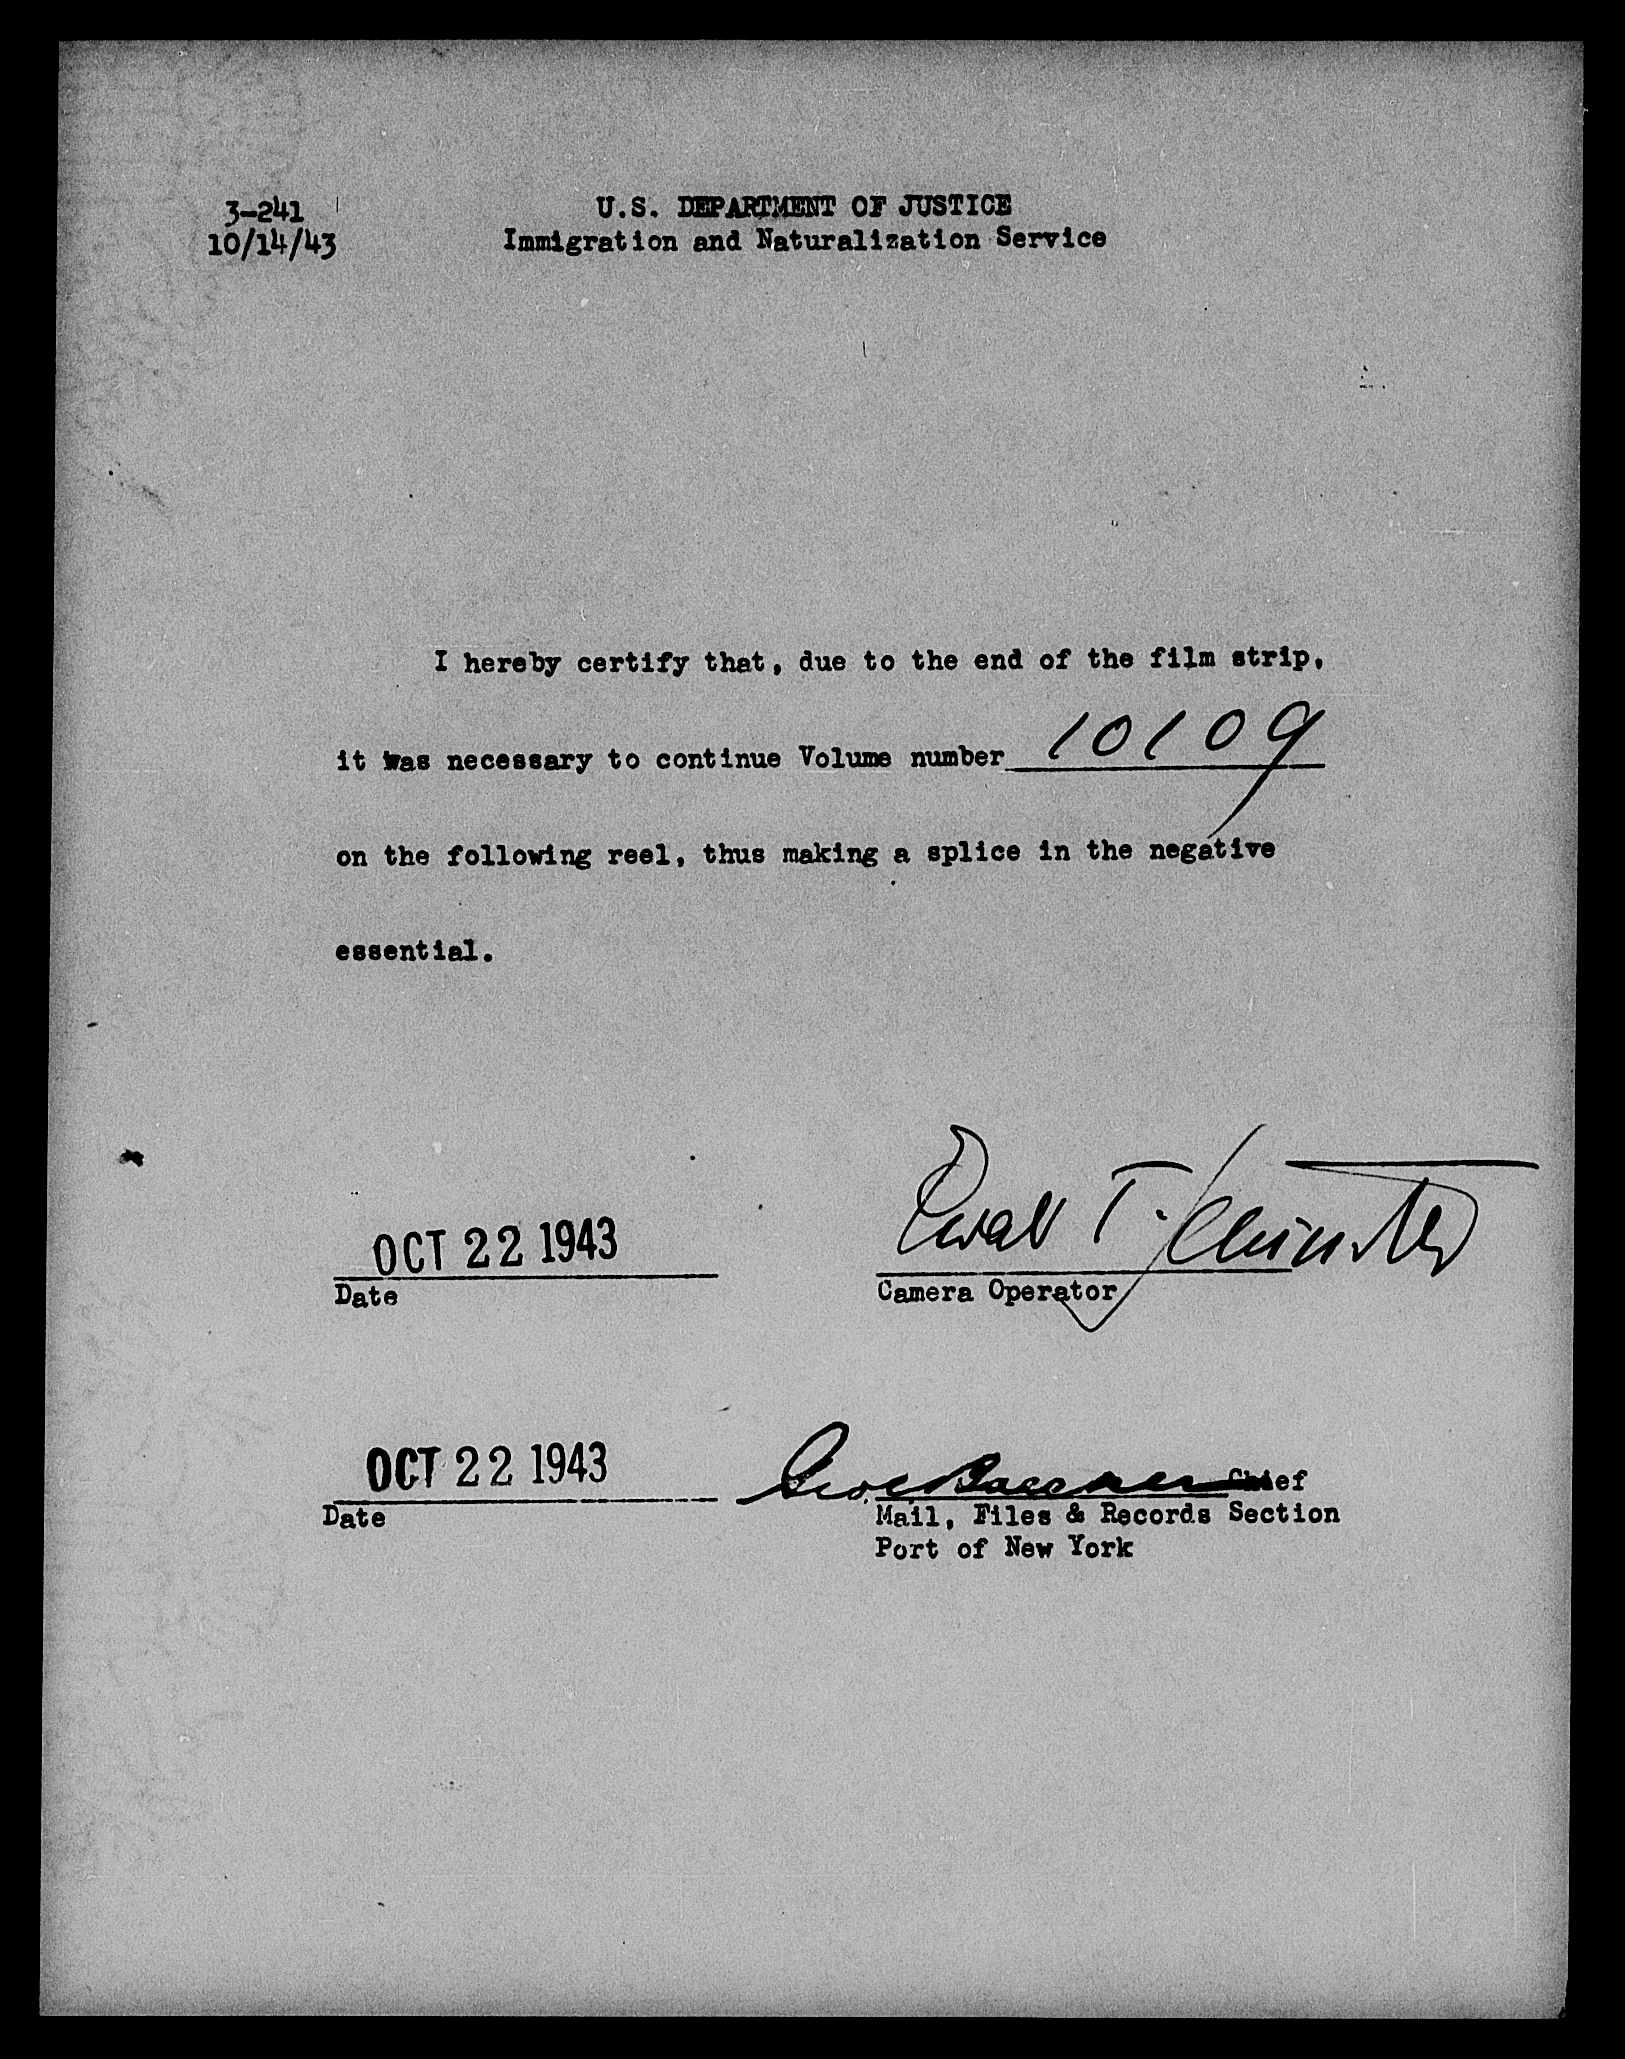 3-241
10/14/43
U.S. DEPARTMENT OF JUSTICE
Immigration and Naturalization Service
I hereby certify that, due to the end of the film strip,
it was necessary to continue Volume number 10109
on the following reel, thus making a splice in the negative
essential.
OCT 22 1943
Date
T.
Camera Operator
OCT 22 1943
Date
Chief
Mail, Files & Records Section
Port of New York